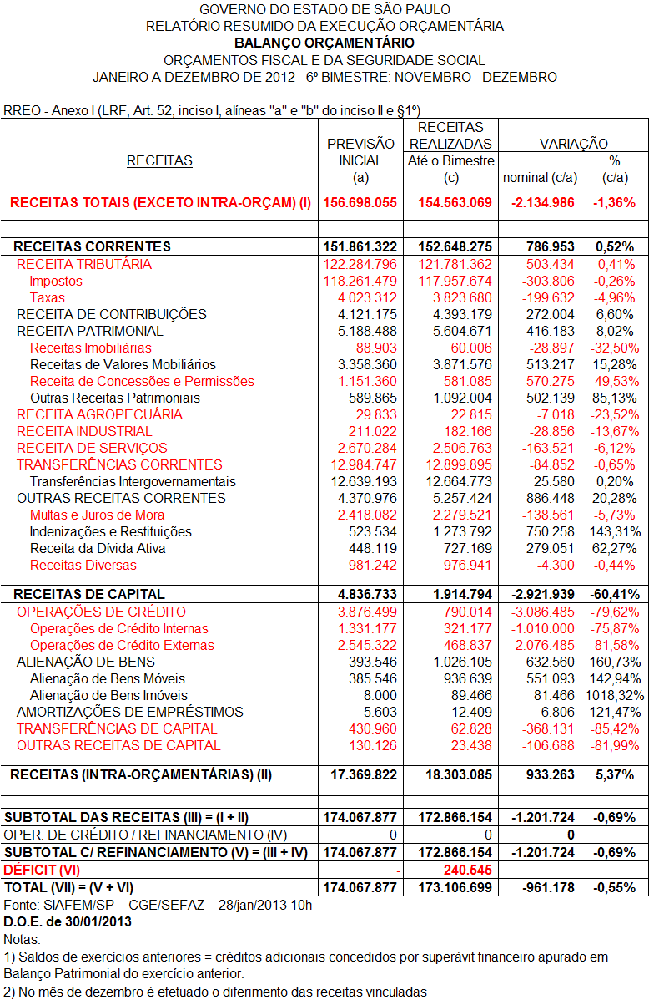 GOVERNO DO ESTADO DE SÃO PAULO
RELATÓRIO RESUMIDO DA EXECUÇÃO ORÇAMENTÁRIA
BALANÇO ORÇAMENTÁRIO
ORÇAMENTOS FISCAL E DA SEGURIDADE SOCIAL
JANEIRO A DEZEMBRO DE 2012 - 6º BIMESTRE: NOVEMBRO - DEZEMBRO
RREO - Anexo I (LRF, Art. 52, inciso I, alíneas "a" e "b" do inciso II e §1º)
RECEITAS
PREVISÃO INICIAL (a)
RECEITAS REALIZADAS
Até o Bimestre (c)
VARIAÇÃO
nominal (c/a)
% (c/a)
RECEITAS TOTAIS (EXCETO INTRA-ORÇAM) (I) 156.698.055 154.563.069 -2.134.986 -1,36%
RECEITAS CORRENTES 151.861.322 152.648.275 786.953 0,52%
RECEITA TRIBUTÁRIA 122.284.796 121.781.362 -503.434 -0,41%
Impostos 118.261.479 117.957.674 -303.806 -0,26%
Taxas 4.023.312 3.823.680 -199.632 -4,96%
RECEITA DE CONTRIBUIÇÕES 4.121.175 4.393.179 272.004 6,60%
RECEITA PATRIMONIAL 5.188.488 5.604.671 416.183 8,02%
Receitas Imobiliárias 88.903 60.006 -28.897 -32,50%
Receitas de Valores Mobiliários 3.358.360 3.871.576 513.217 15,28%
Receita de Concessões e Permissões 1.151.360 581.085 -570.275 -49,53%
Outras Receitas Patrimoniais 589.865 1.092.004 502.139 85,13%
RECEITA AGROPECUÁRIA 29.833 22.815 -7.018 -23,52%
RECEITA INDUSTRIAL 211.022 182.166 -28.856 -13,67%
RECEITA DE SERVIÇOS 2.670.284 2.506.763 -163.521 -6,12%
TRANSFERÊNCIAS CORRENTES 12.984.747 12.899.895 -84.852 -0,65%
Transferências Intergovernamentais 12.639.193 12.664.773 25.580 0,20%
OUTRAS RECEITAS CORRENTES 4.370.976 5.257.424 886.448 20,28%
Multas e Juros de Mora 2.418.082 2.279.521 -138.561 -5,73%
Indenizações e Restituições 523.534 1.273.792 750.258 143,31%
Receita da Dívida Ativa 448.119 727.169 279.051 62,27%
Receitas Diversas 981.242 976.941 -4.300 -0,44%
RECEITAS DE CAPITAL 4.836.733 1.914.794 -2.921.939 -60,41%
OPERAÇÕES DE CRÉDITO 3.876.499 790.014 -3.086.485 -79,62%
Operações de Crédito Internas 1.331.177 321.177 -1.010.000 -75,87%
Operações de Crédito Externas 2.545.322 468.837 -2.076.485 -81,58%
ALIENAÇÃO DE BENS 393.546 1.026.105 632.560 160,73%
Alienação de Bens Móveis 385.546 936.639 551.093 142,94%
Alienação de Bens Imóveis 8.000 89.466 81.466 1018,32%
AMORTIZAÇÕES DE EMPRÉSTIMOS 5.603 12.409 6.806 121,47%
TRANSFERÊNCIAS DE CAPITAL 430.960 62.828 -368.131 -85,42%
OUTRAS RECEITAS DE CAPITAL 130.126 23.438 -106.688 -81,99%
RECEITAS (INTRA-ORÇAMENTÁRIAS) (II) 17.369.822 18.303.085 933.263 5,37%
SUBTOTAL DAS RECEITAS (III) = (I + II) 174.067.877 172.866.154 -1.201.724 -0,69%
OPER. DE CRÉDITO / REFINANCIAMENTO (IV) 0 0 0
SUBTOTAL C/ REFINANCIAMENTO (V) = (III + IV) 174.067.877 172.866.154 -1.201.724 -0,69%
DÉFICIT (VI) - 240.545
TOTAL (VII) = (V + VI) 174.067.877 173.106.699 -961.178 -0,55%
Fonte: SIAFEM/SP – CGE/SEFAZ – 28/jan/2013 10h
D.O.E. de 30/01/2013
Notas:
1) Saldos de exercícios anteriores = créditos adicionais concedidos por superávit financeiro apurado em
Balanço Patrimonial do exercício anterior.
2) No mês de dezembro é efetuado o diferimento das receitas vinculadas